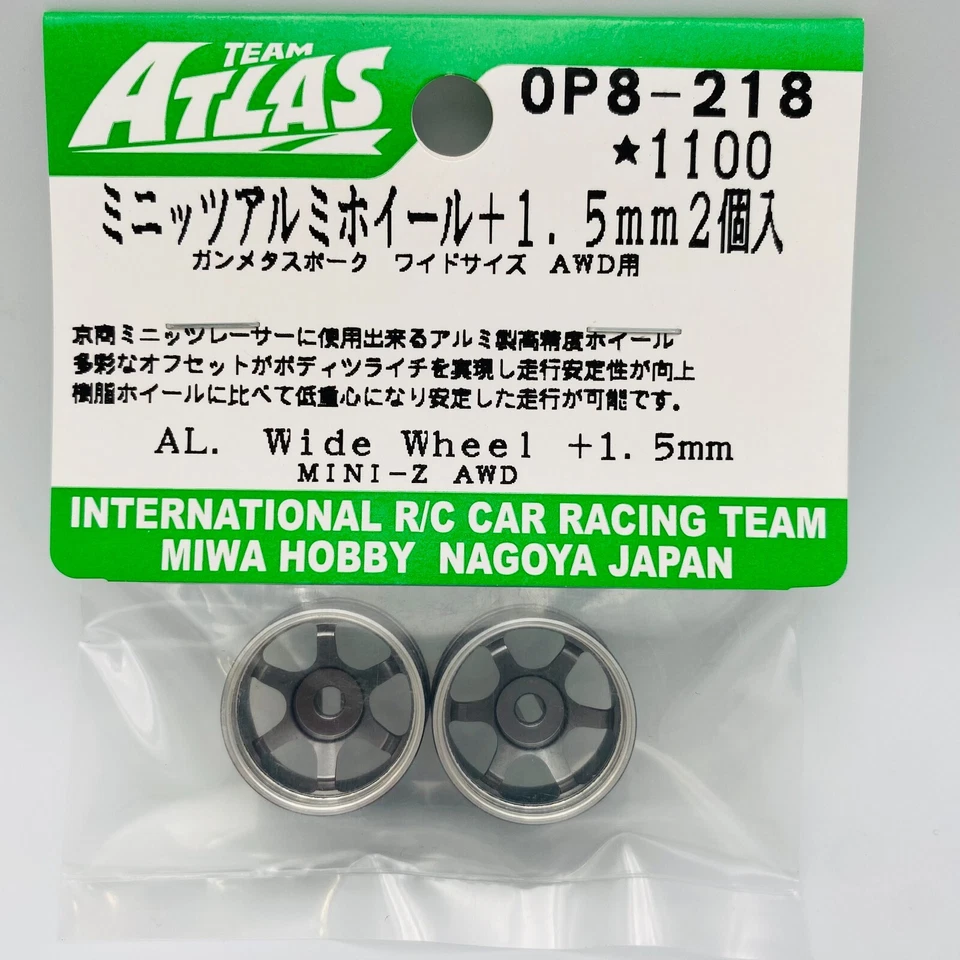 TEAM
ATLAS
OP8-218
★1100
ミニッツアルミホイール+1.5mm2個入
ガンメタスポーク ワイドサイズ AWD用
京商ミニッツレーサーに使用出来るアルミ製高精度ホイール
多彩なオフセットがボディツライチを実現し走行安定性が向上
樹脂ホイールに比べて低重心になり安定した走行が可能です.
AL. Wide Wheel +1.5mm
MINI-Z AWD
INTERNATIONAL R/C CAR RACING TEAM
MIWA HOBBY NAGOYA JAPAN